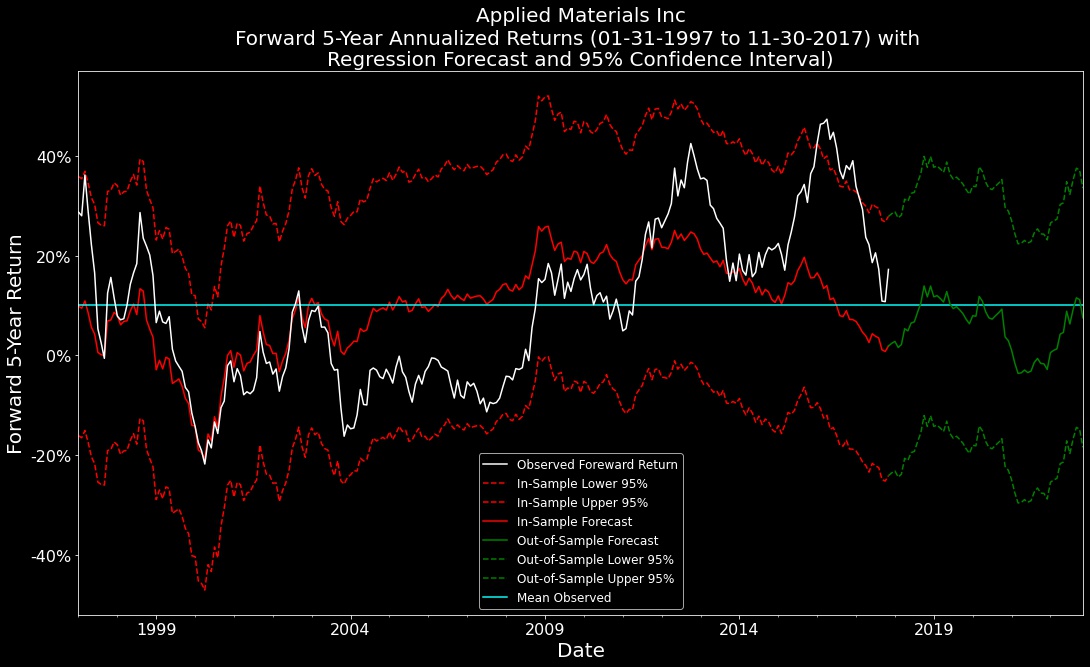 Applied Materials Inc
Forward 5-Year Annualized Returns (01-31-1997 to 11-30-2017) with
Regression Forecast and 95% Confidence Interval)
Forward 5-Year Return
40%
20%
0%
-20%
-40%
Observed Foreward Return
In-Sample Lower 95%
In-Sample Upper 95%
In-Sample Forecast
Out-of-Sample Forecast
Out-of-Sample Lower 95%
Out-of-Sample Upper 95%
Mean Observed
1999 2004 2009 2014 2019
Date